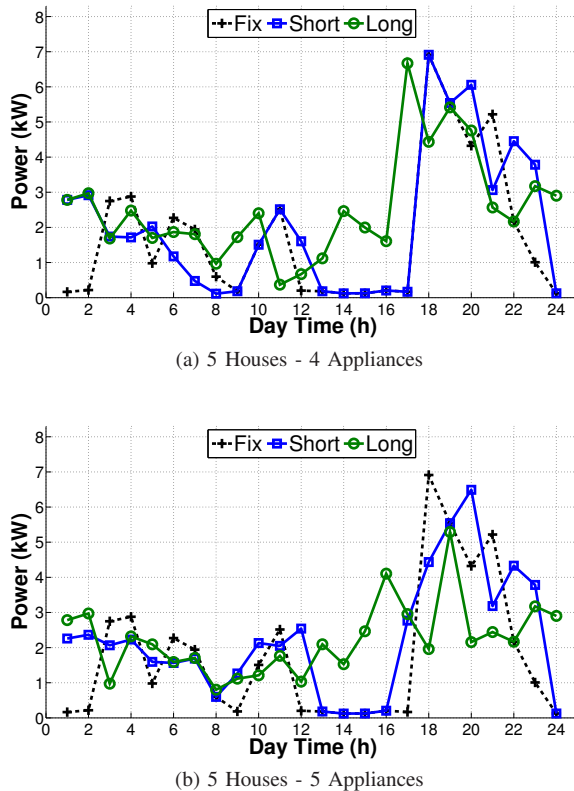 8
7
6
5
4
3
2
1
0
Power (kW)
Fix Short Long
0 2 4 6 8 10 12 14 16 18 20 22 24
Day Time (h)
(a) 5 Houses - 4 Appliances
8
7
6
5
4
3
2
1
0
Power (kW)
Fix Short Long
0 2 4 6 8 10 12 14 16 18 20 22 24
Day Time (h)
(b) 5 Houses - 5 Appliances